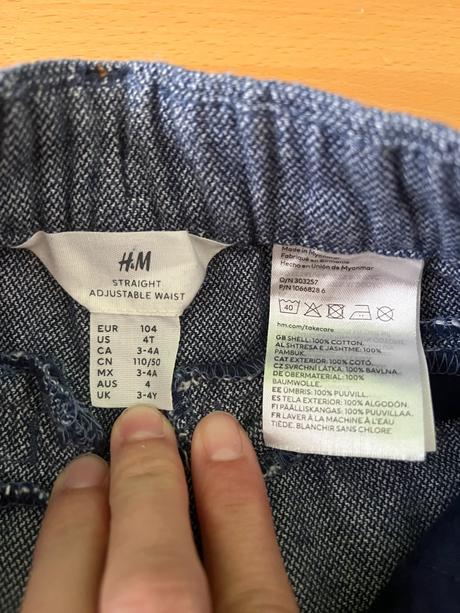 H&M
STRAIGHT
ADJUSTABLE WAIST
EUR 104
US 4T
CA 3-4A
CN 110/50
MX 3-4A
AUS 4
UK 3-4Y
Made in Myanmar
Fabriqué en Birmanie
Hecho en Unión de Myanmar
O/N 303257
P/N 1066828 6
40
hm.com/takecare
GB SHELL: 100% COTTON.
AL SHTRESA E JASHTME: 100%
PAMBUK.
CAT EXTERIOR: 100% COTÓ.
CZ SVRCHNÍ LÁTKA: 100% BAVLNA.
DE OBERMATERIAL: 100%
BAUMWOLLE.
EE ÜMBRIS: 100% PUUVILL.
ES TELA EXTERIOR: 100% ALGODÓN.
FI PÄÄLLISKANGAS: 100% PUUVILLA
FR LAVER À LA MACHINE À L'EAU
TIÈDE. BLANCHIR SANS CHLORE